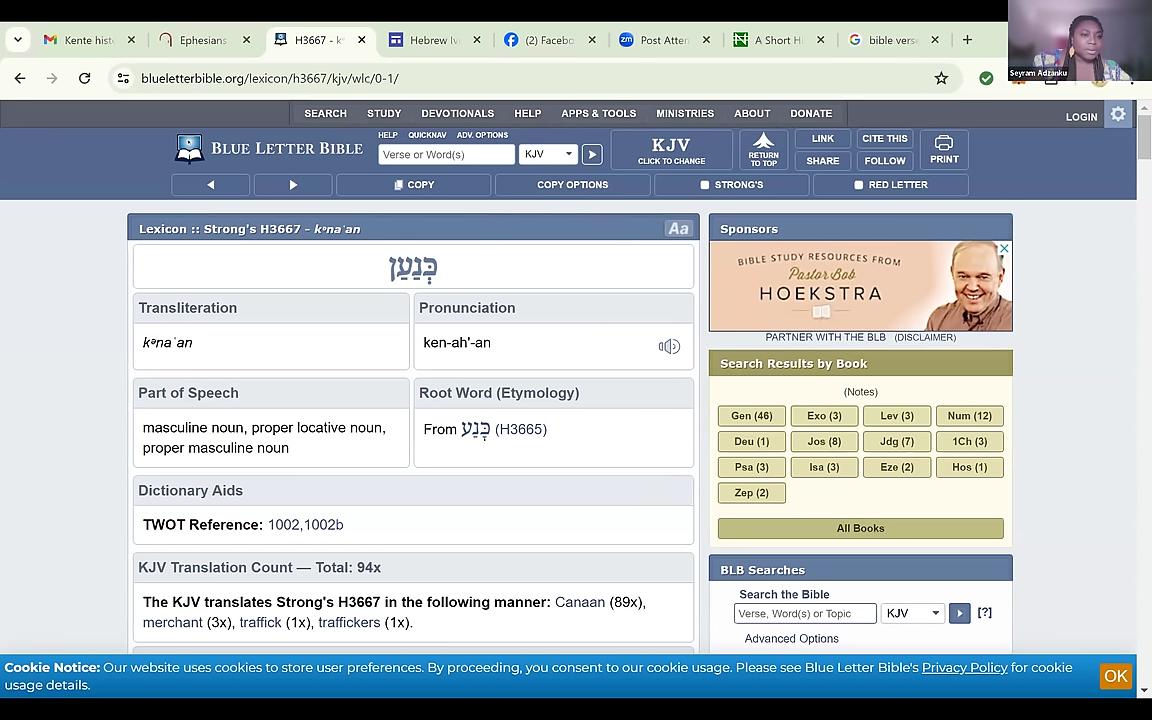 Kente hist
Ephesians
H3667 - kᵉ
Hebrew Iv
(2) Facebo
Post Atten
A Short Hi
bible verse
blueletterbible.org/lexicon/h3667/kjv/wlc/0-1/
Seyram Adzanku
SEARCH STUDY DEVOTIONALS HELP APPS & TOOLS MINISTRIES ABOUT DONATE
LOGIN
BLUE LETTER BIBLE
HELP QUICKNAV ADV. OPTIONS
Verse or Word(s) KJV
KJV
CLICK TO CHANGE
RETURN
TO TOP
LINK
CITE THIS
SHARE
FOLLOW
PRINT
COPY COPY OPTIONS STRONG'S RED LETTER
Lexicon :: Strong's H3667 - kᵊnaʿan
Aa
כְּנַעַן
Transliteration
kᵊnaʿan
Pronunciation
ken-ah'-an
Part of Speech
masculine noun, proper locative noun,
proper masculine noun
Root Word (Etymology)
From כָּנַע (H3665)
Dictionary Aids
TWOT Reference: 1002,1002b
KJV Translation Count — Total: 94x
The KJV translates Strong's H3667 in the following manner: Canaan (89x),
merchant (3x), traffick (1x), traffickers (1x).
Sponsors
BIBLE STUDY RESOURCES FROM
Pastor Bob
HOEKSTRA
PARTNER WITH THE BLB (DISCLAIMER)
Search Results by Book
(Notes)
Gen (46) Exo (3) Lev (3) Num (12)
Deu (1) Jos (8) Jdg (7) 1Ch (3)
Psa (3) Isa (3) Eze (2) Hos (1)
Zep (2)
All Books
BLB Searches
Search the Bible
Verse, Word(s) or Topic KJV [?]
Advanced Options
Cookie Notice: Our website uses cookies to store user preferences. By proceeding, you consent to our cookie usage. Please see Blue Letter Bible's Privacy Policy for cookie
usage details.
OK